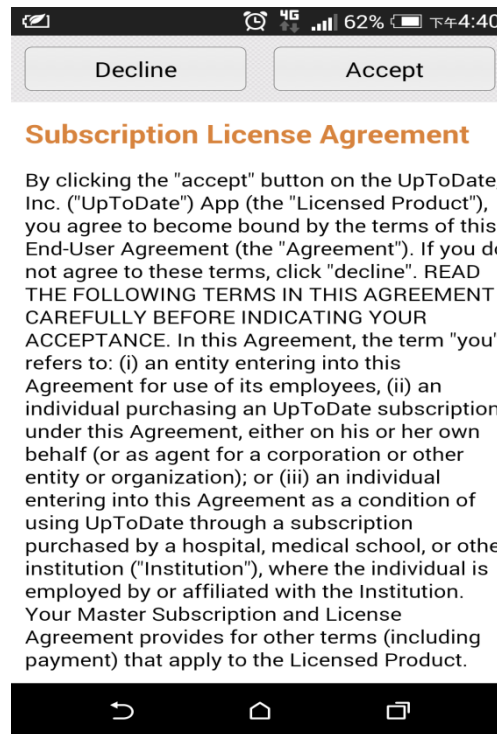 4G 62% 下午4:40
Decline Accept
Subscription License Agreement
By clicking the "accept" button on the UpToDate,
Inc. ("UpToDate") App (the "Licensed Product"),
you agree to become bound by the terms of this
End-User Agreement (the "Agreement"). If you do
not agree to these terms, click "decline". READ
THE FOLLOWING TERMS IN THIS AGREEMENT
CAREFULLY BEFORE INDICATING YOUR
ACCEPTANCE. In this Agreement, the term "you"
refers to: (i) an entity entering into this
Agreement for use of its employees, (ii) an
individual purchasing an UpToDate subscription
under this Agreement, either on his or her own
behalf (or as agent for a corporation or other
entity or organization); or (iii) an individual
entering into this Agreement as a condition of
using UpToDate through a subscription
purchased by a hospital, medical school, or othe
institution ("Institution"), where the individual is
employed by or affiliated with the Institution.
Your Master Subscription and License
Agreement provides for other terms (including
payment) that apply to the Licensed Product.